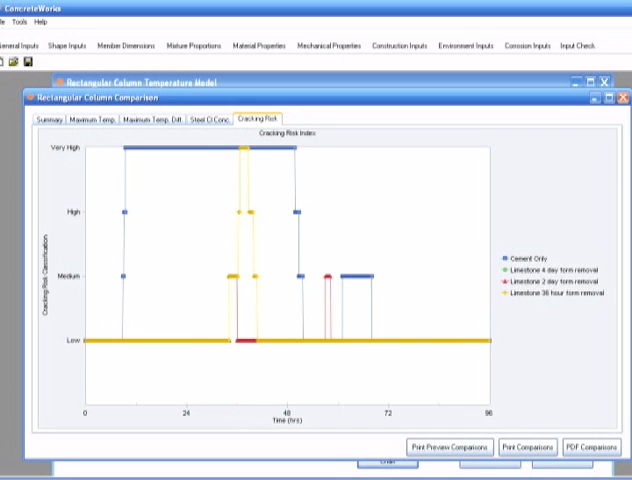 ConcreteWorks
Tools Help
General Inputs Shape Inputs Member Dimensions Mixture Proportions Material Properties Mechanical Properties Construction Inputs Environment Inputs Corrosion Inputs Input Check
Rectangular Column Temperature Model
Rectangular Column Comparison
Summary Maximum Temp. Maximum Temp. Diff. Steel Cl Conc. Cracking Risk
Cracking Risk Index
Very High
High
Medium
Low
Cracking Risk Classification
Cement Only
Limestone 4 day form removal
Limestone 2 day form removal
Limestone 36 hour form removal
0 24 48 72 96
Time (hrs)
Print Preview Comparisons Print Comparisons PDF Comparisons